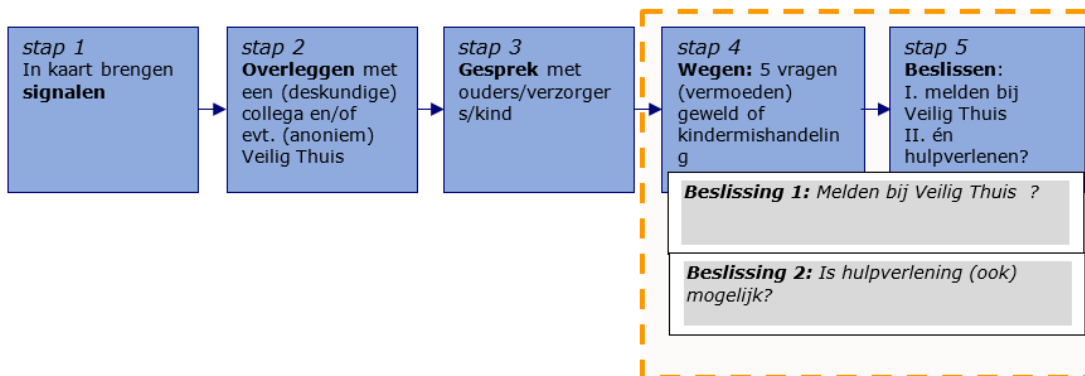 stap 1
In kaart brengen
signalen
stap 2
Overleggen met
een (deskundige)
collega en/of
evt. (anoniem)
Veilig Thuis
stap 3
Gesprek met
ouders/verzorger
s/kind
stap 4
Wegen: 5 vragen
(vermoeden)
geweld of
kindermishandelin
g
stap 5
Beslissen:
I. melden bij
Veilig Thuis
II. én
hulpverlenen?
Beslissing 1: Melden bij Veilig Thuis ?
Beslissing 2: Is hulpverlening (ook)
mogelijk?